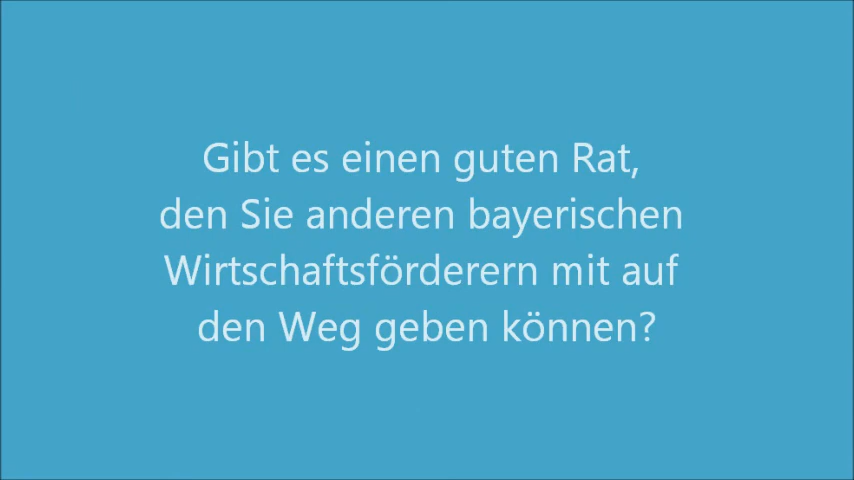 Gibt es einen guten Rat,
den Sie anderen bayerischen
Wirtschaftsförderern mit auf
den Weg geben können?